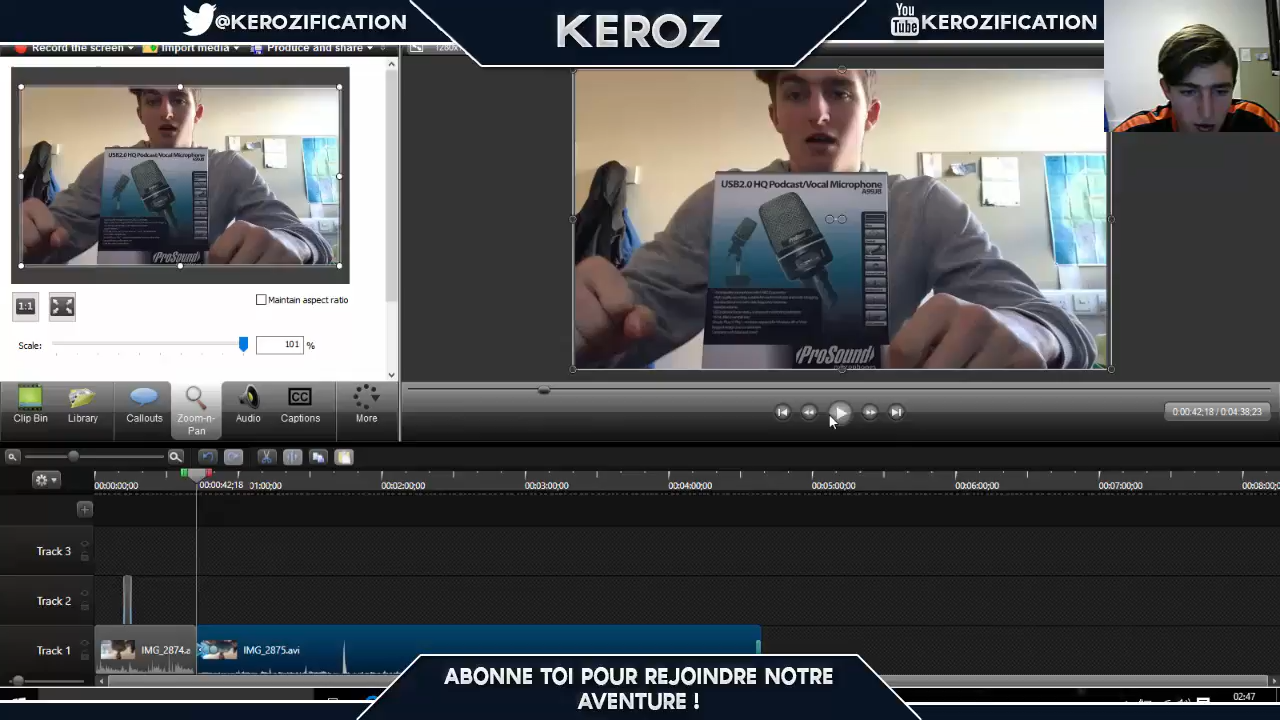 @KEROZIFICATION
KEROZ
You Tube KEROZIFICATION
Record the screen
Import media
Produce and share
USB2.0 HQ Podcast/Vocal Microphone
ProSound
USB2.0 HQ Podcast/Vocal Microphone
ProSound
1:1
Maintain aspect ratio
Scale:
101 %
Clip Bin
Library
Callouts
Zoom-n-Pan
Audio
CC
Captions
More
0:00:42;18 / 0:04:38;23
00:00:00;00
00:00:42;18
01:00;00
00:02:00;00
00:03:00;00
00:04:00;00
00:05:00;00
00:06:00;00
00:07:00;00
00:08:0
Track 3
Track 2
Track 1
IMG_2874.a
IMG_2875.avi
ABONNE TOI POUR REJOINDRE NOTRE
AVENTURE !
02:47